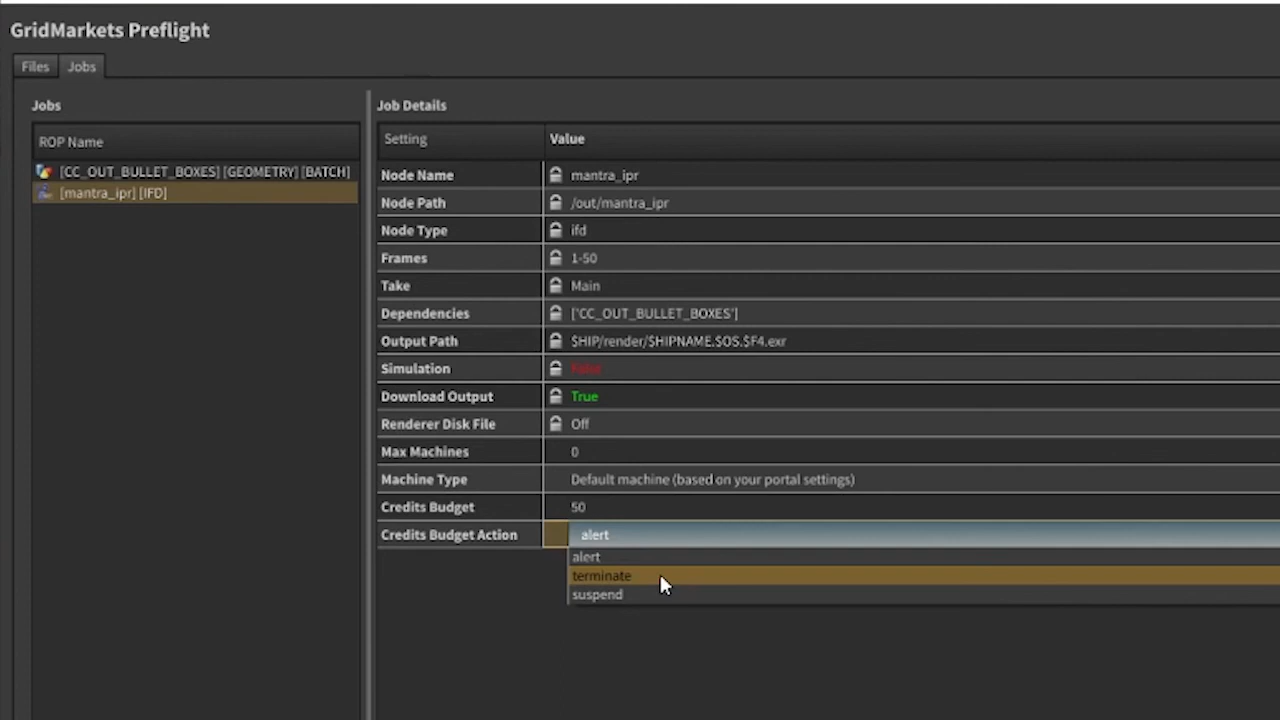 GridMarkets Preflight
Files Jobs
Jobs
ROP Name
[CC_OUT_BULLET_BOXES] [GEOMETRY] [BATCH]
[mantra_ipr] [IFD]
Job Details
Setting Value
Node Name mantra_ipr
Node Path /out/mantra_ipr
Node Type ifd
Frames 1-50
Take Main
Dependencies ['CC_OUT_BULLET_BOXES']
Output Path $HIP/render/$HIPNAME.$OS.$F4.exr
Simulation False
Download Output True
Renderer Disk File Off
Max Machines 0
Machine Type Default machine (based on your portal settings)
Credits Budget 50
Credits Budget Action alert
alert
terminate
suspend